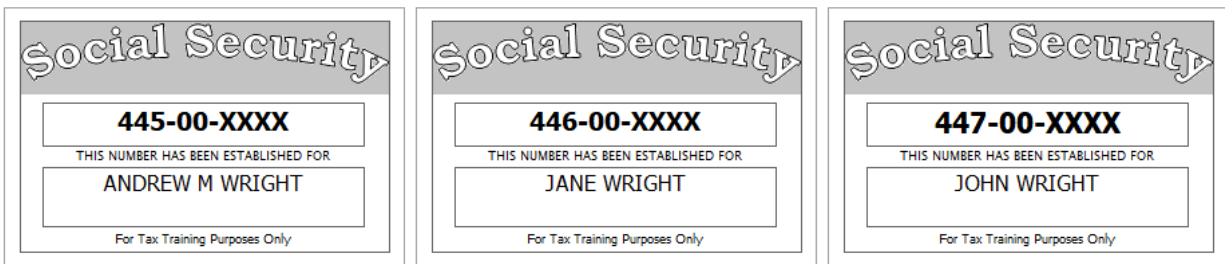 Social Security
445-00-XXXX
THIS NUMBER HAS BEEN ESTABLISHED FOR
ANDREW M WRIGHT
For Tax Training Purposes Only
Social Security
446-00-XXXX
THIS NUMBER HAS BEEN ESTABLISHED FOR
JANE WRIGHT
For Tax Training Purposes Only
Social Security
447-00-XXXX
THIS NUMBER HAS BEEN ESTABLISHED FOR
JOHN WRIGHT
For Tax Training Purposes Only